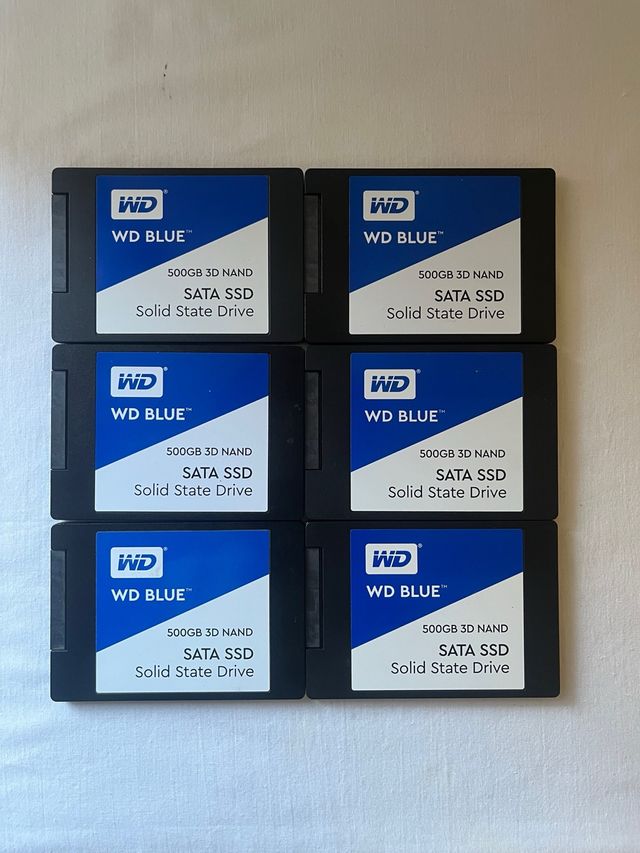 WD®
WD BLUE™
500GB 3D NAND
SATA SSD
Solid State Drive
WD®
WD BLUE™
500GB 3D NAND
SATA SSD
Solid State Drive
WD®
WD BLUE™
500GB 3D NAND
SATA SSD
Solid State Drive
WD®
WD BLUE™
500GB 3D NAND
SATA SSD
Solid State Drive
WD®
WD BLUE™
500GB 3D NAND
SATA SSD
Solid State Drive
WD®
WD BLUE™
500GB 3D NAND
SATA SSD
Solid State Drive